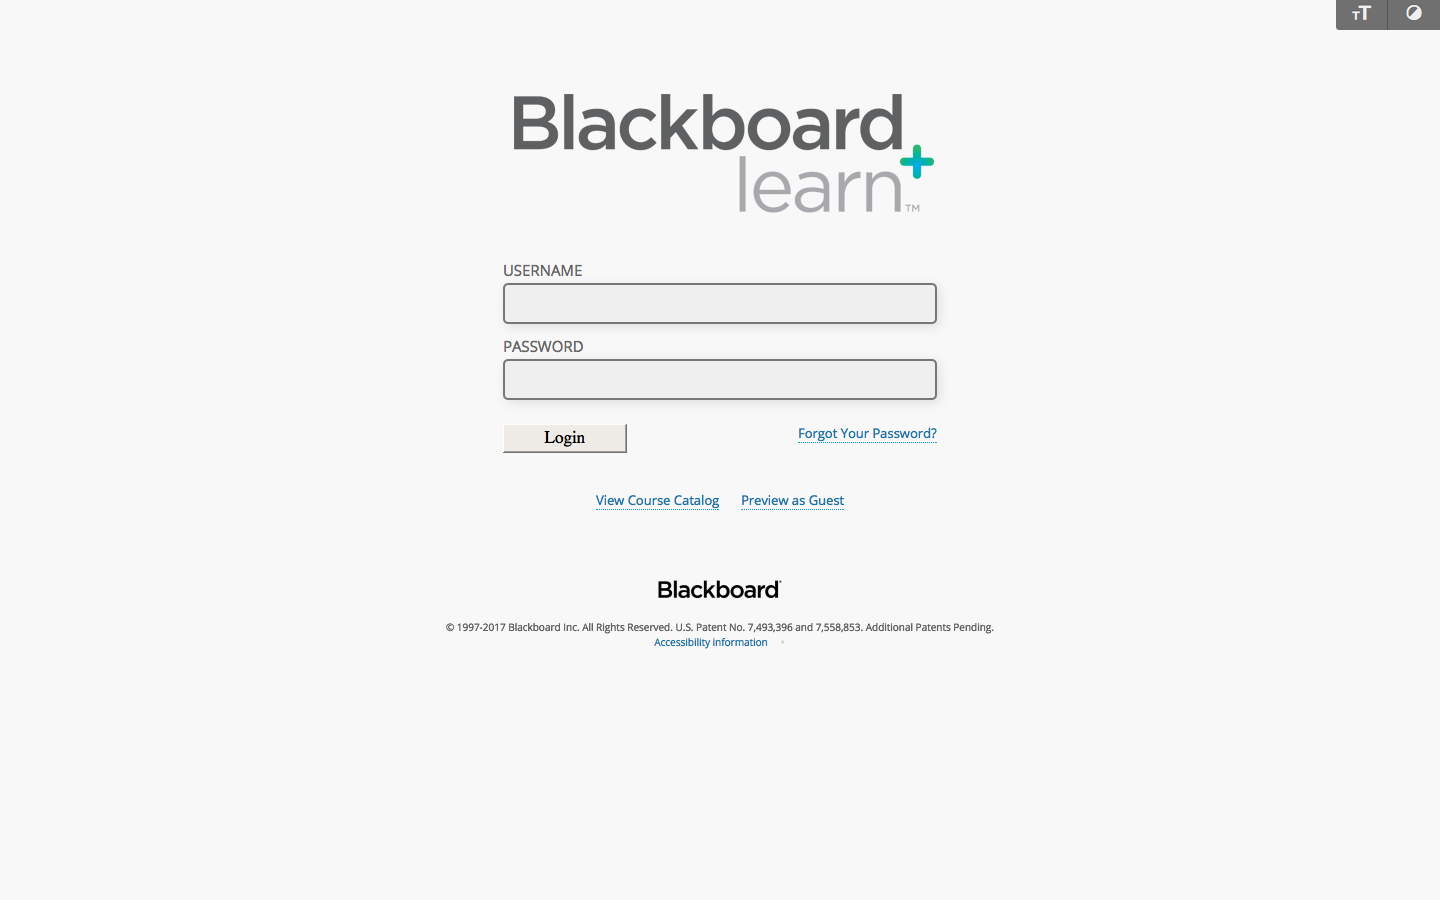 TT
Blackboard
learn™
USERNAME
PASSWORD
Login
Forgot Your Password?
View Course Catalog
Preview as Guest
Blackboard
© 1997-2017 Blackboard Inc. All Rights Reserved. U.S. Patent No. 7,493,396 and 7,558,853. Additional Patents Pending.
Accessibility information